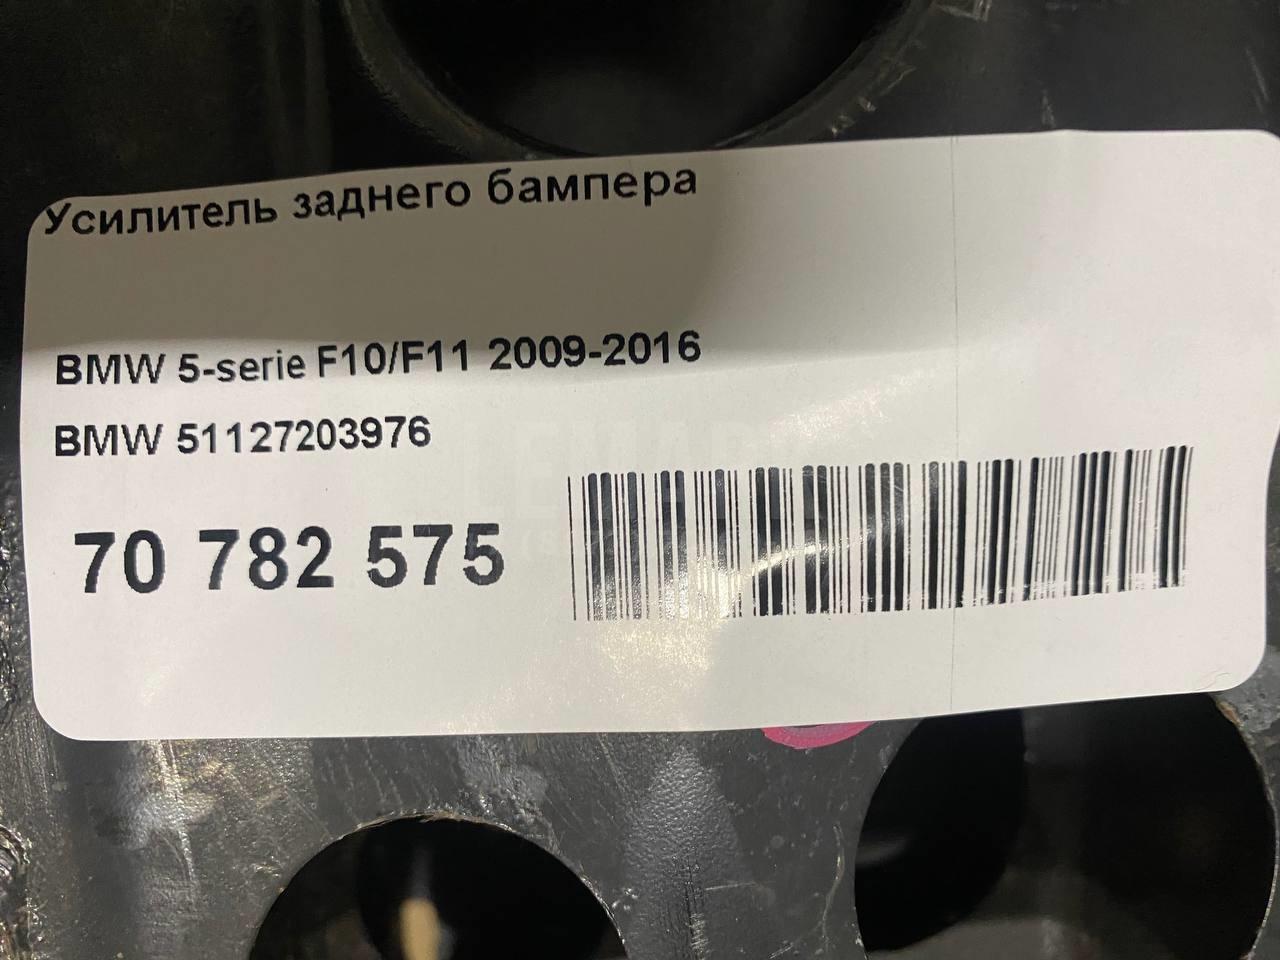 Усилитель заднего бампера
BMW 5-serie F10/F11 2009-2016
BMW 51127203976
70 782 575